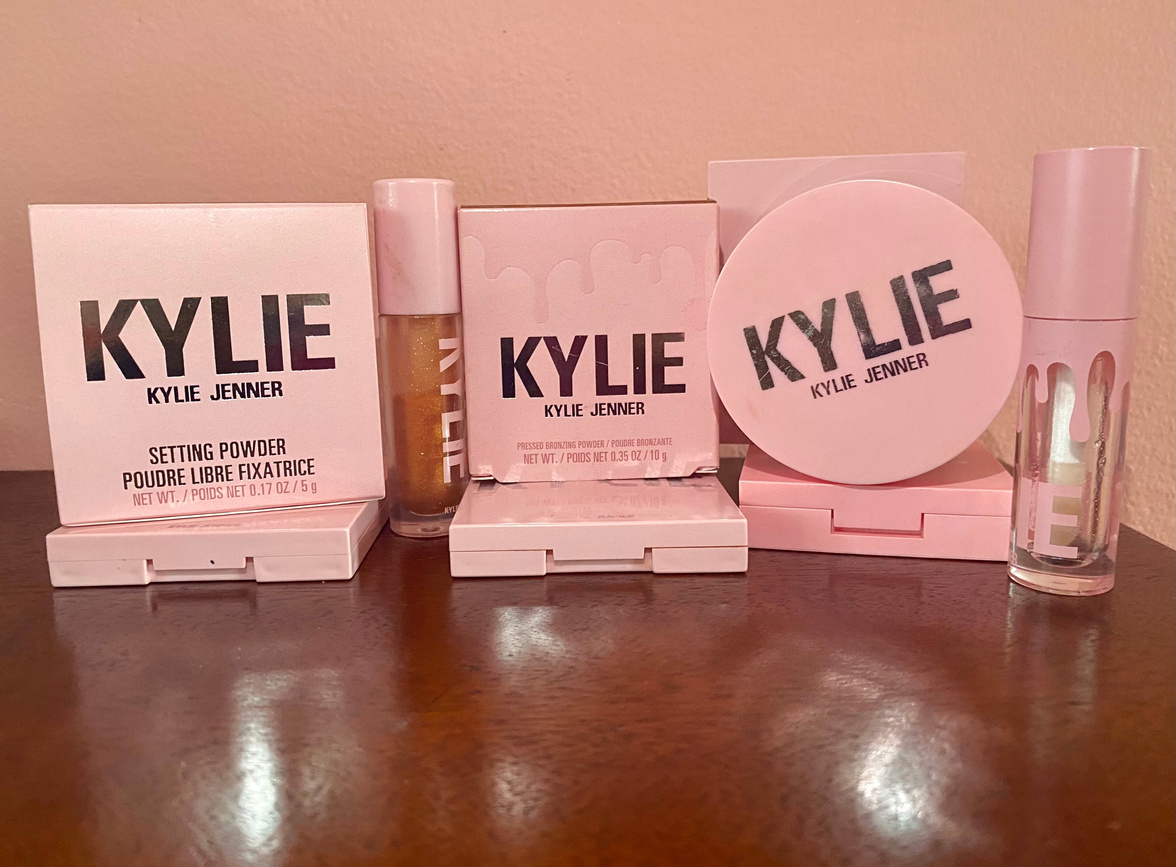 KYLIE
KYLIE JENNER
SETTING POWDER
POUDRE LIBRE FIXATRICE
NET WT. / POIDS NET 0.17 OZ / 5 g
KYLIE
KYLIE
KYLIE JENNER
PRESSED BRONZING POWDER / POUDRE BRONZANTE
NET WT. / POIDS NET 0.35 OZ / 10 g
KYLIE
KYLIE JENNER
E